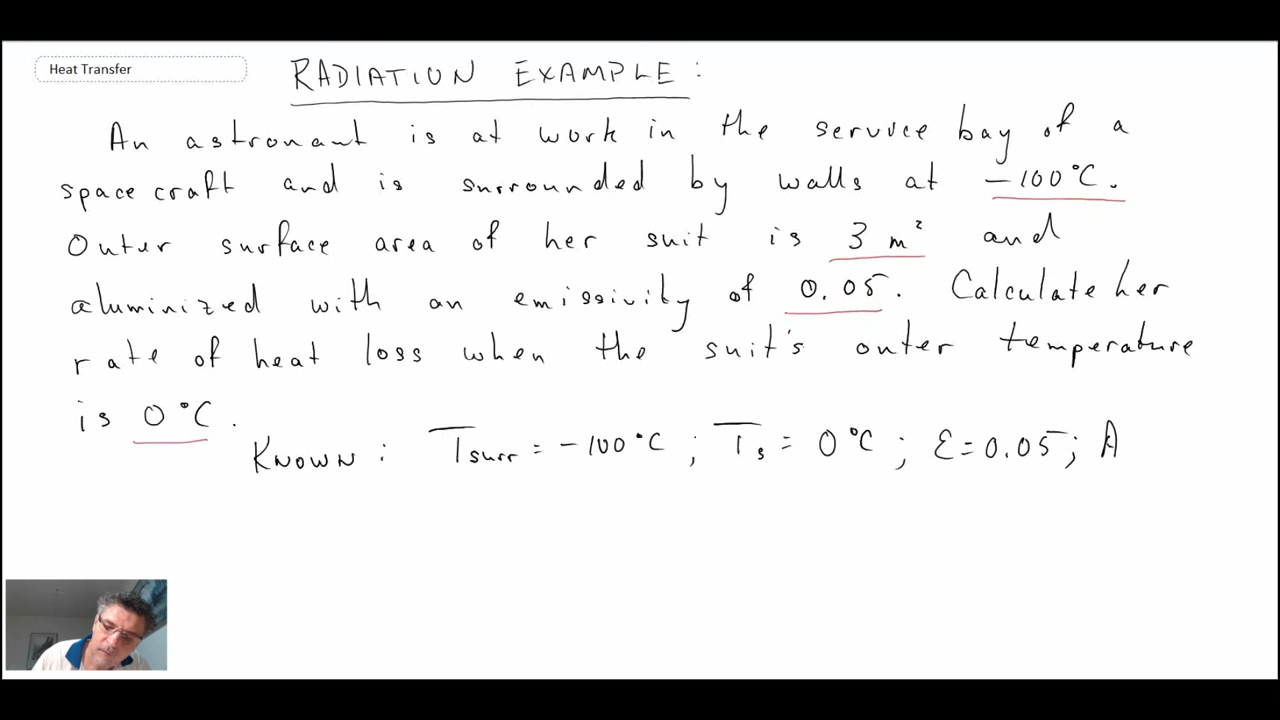 Heat Transfer
RADIATION EXAMPLE:
An astronaut is at work in the service bay of a
space craft and is surrounded by walls at -100°C.
Outer surface area of her suit is 3 m² and
aluminized with an emissivity of 0.05. Calculate her
rate of heat loss when the suit's outer temperature
is 0°C.
KNOWN: Tsurr = -100°C; Ts = 0°C; ε=0.05; A